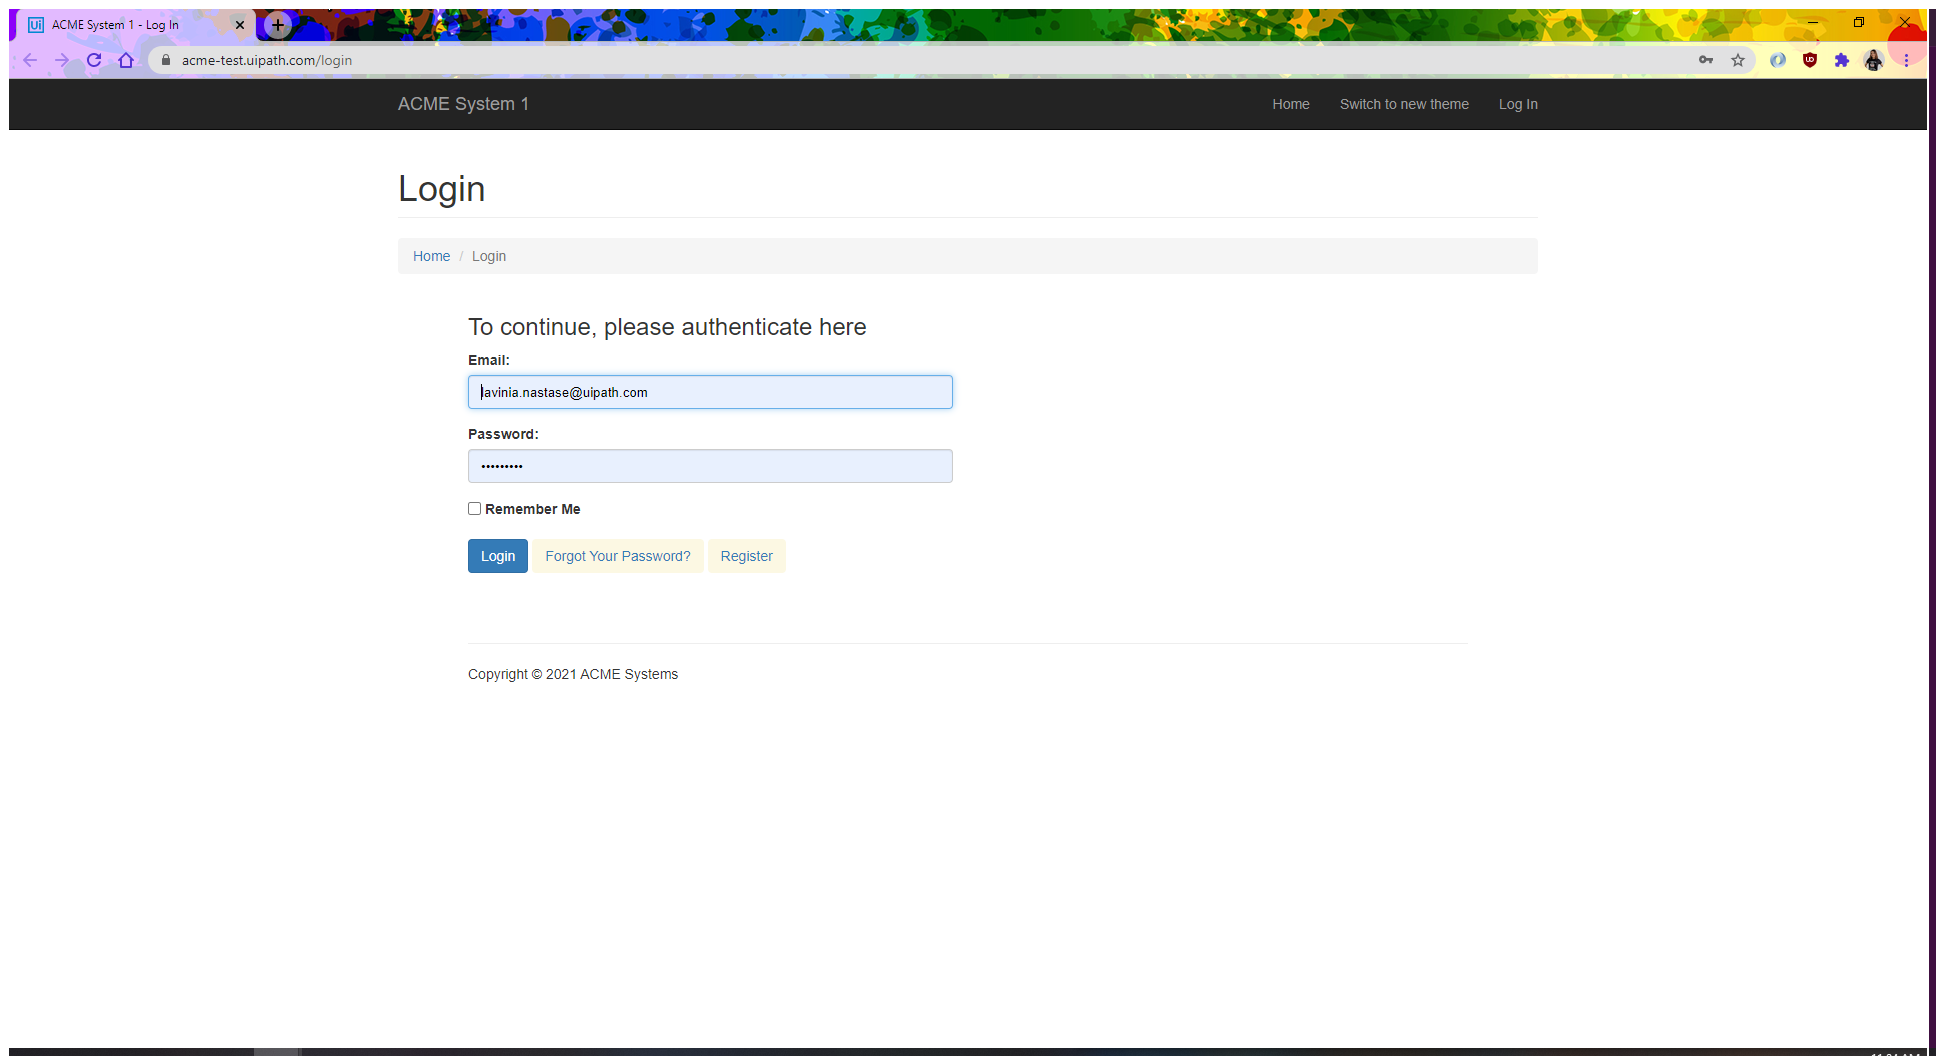 ACME System 1 - Log In
acme-test.uipath.com/login
ACME System 1
Home
Switch to new theme
Log In
Login
Home / Login
To continue, please authenticate here
Email:
lavinia.nastase@uipath.com
Password:
•••••••••
Remember Me
Login
Forgot Your Password?
Register
Copyright © 2021 ACME Systems